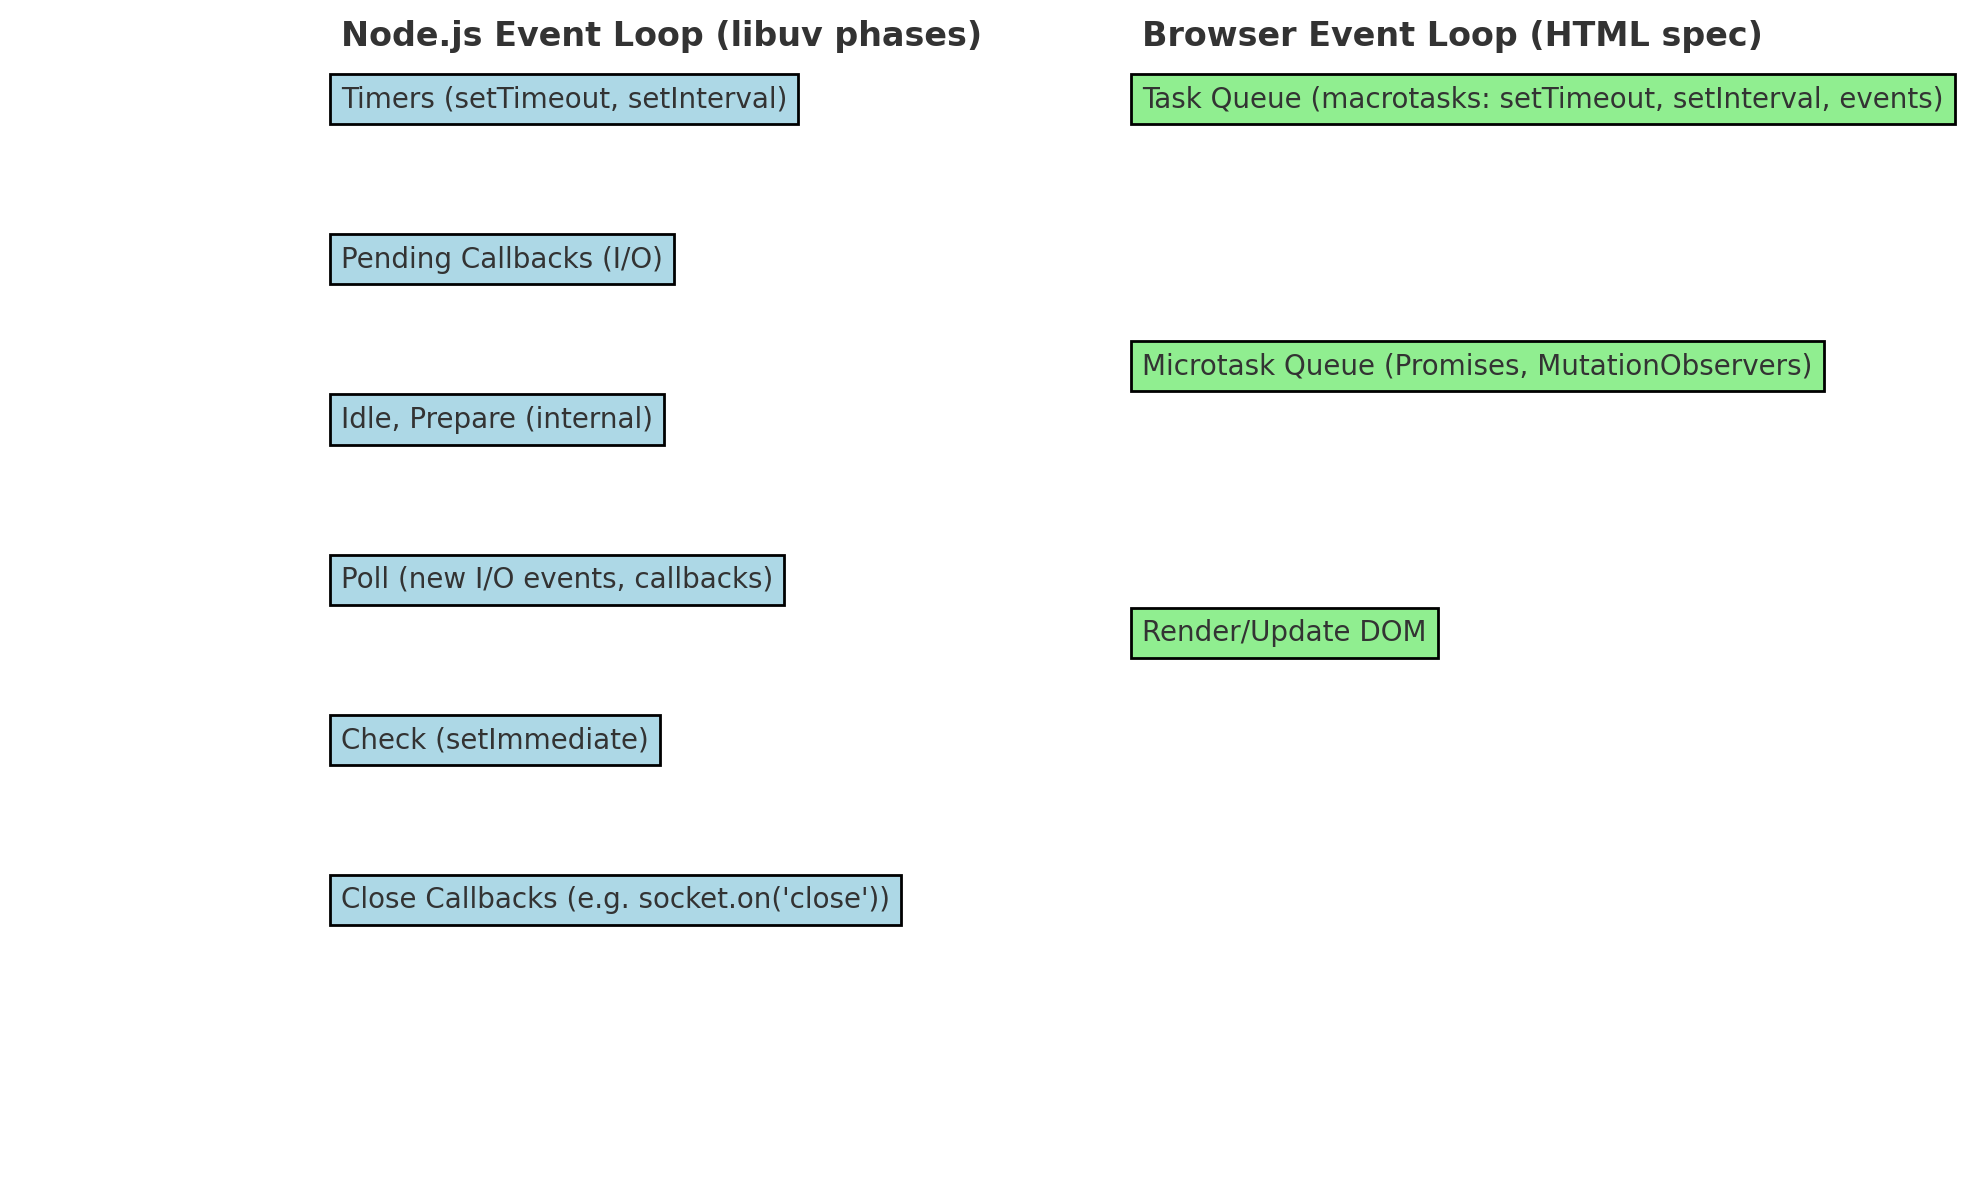 Node.js Event Loop (libuv phases)
Timers (setTimeout, setInterval)
Pending Callbacks (I/O)
Idle, Prepare (internal)
Poll (new I/O events, callbacks)
Check (setImmediate)
Close Callbacks (e.g. socket.on('close'))
Browser Event Loop (HTML spec)
Task Queue (macrotasks: setTimeout, setInterval, events)
Microtask Queue (Promises, MutationObservers)
Render/Update DOM